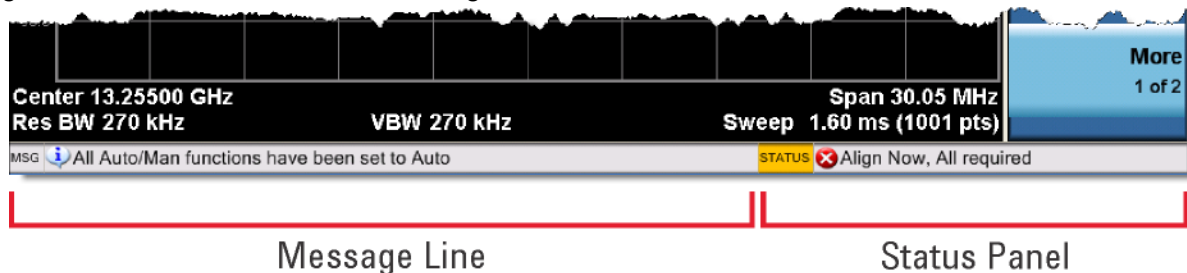 More
1 of 2
Center 13.25500 GHz
Span 30.05 MHz
Res BW 270 kHz
VBW 270 kHz
Sweep 1.60 ms (1001 pts)
MSG All Auto/Man functions have been set to Auto
STATUS Align Now, All required
Message Line
Status Panel